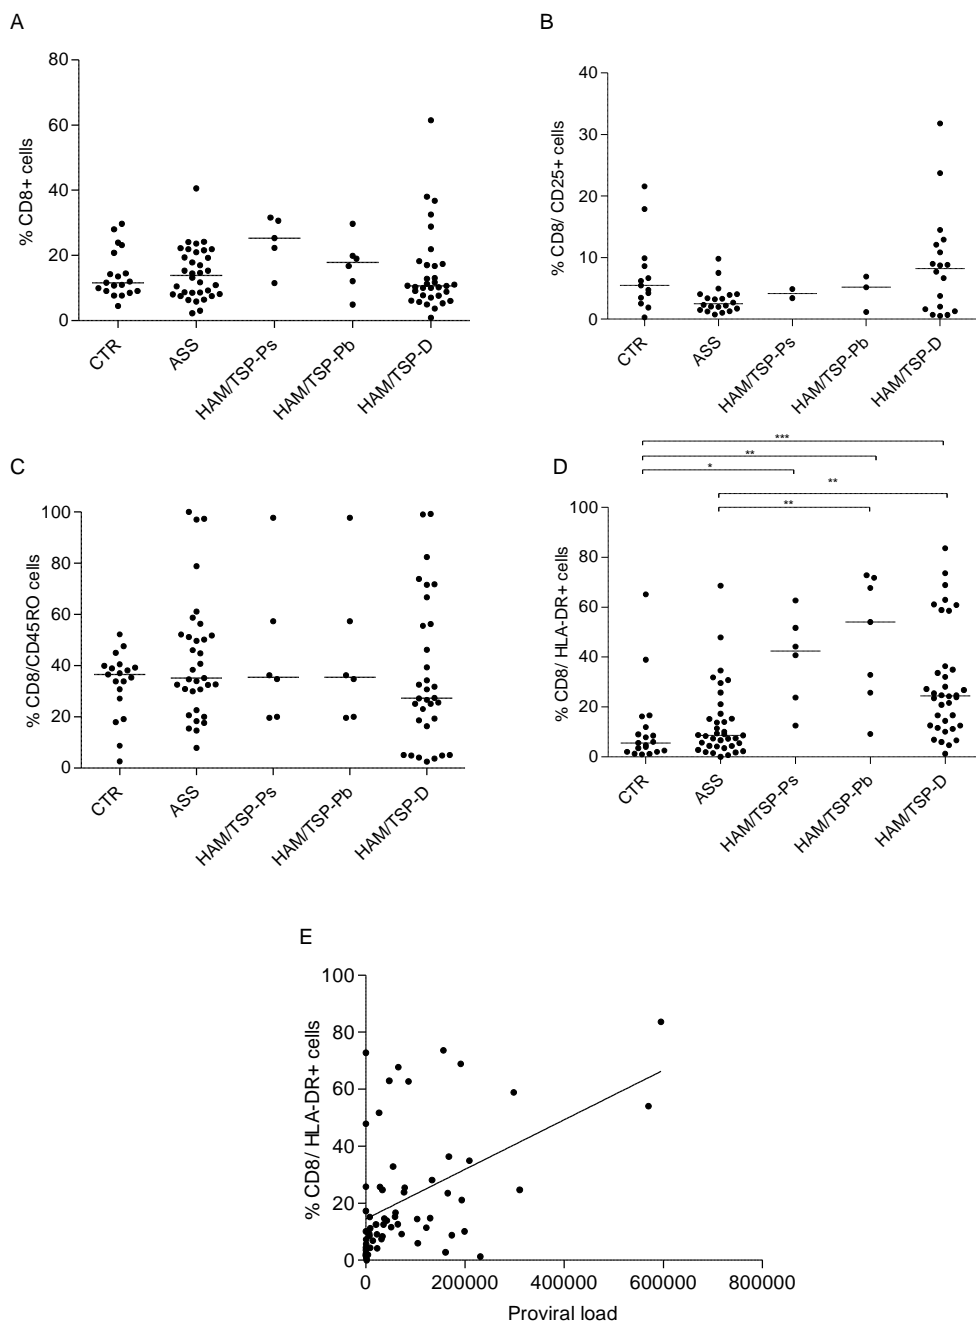 A
% CD8+ cells
80
60
40
20
0
CTR
ASS
HAM/TSP-Ps
HAM/TSP-Pb
HAM/TSP-D
B
% CD8/ CD25+ cells
40
30
20
10
0
CTR
ASS
HAM/TSP-Ps
HAM/TSP-Pb
HAM/TSP-D
C
% CD8/CD45RO cells
100
80
60
40
20
0
CTR
ASS
HAM/TSP-Ps
HAM/TSP-Pb
HAM/TSP-D
D
***
**
*
**
**
% CD8/ HLA-DR+ cells
100
80
60
40
20
0
CTR
ASS
HAM/TSP-Ps
HAM/TSP-Pb
HAM/TSP-D
E
% CD8/ HLA-DR+ cells
100
80
60
40
20
0
0
200000
400000
600000
800000
Proviral load